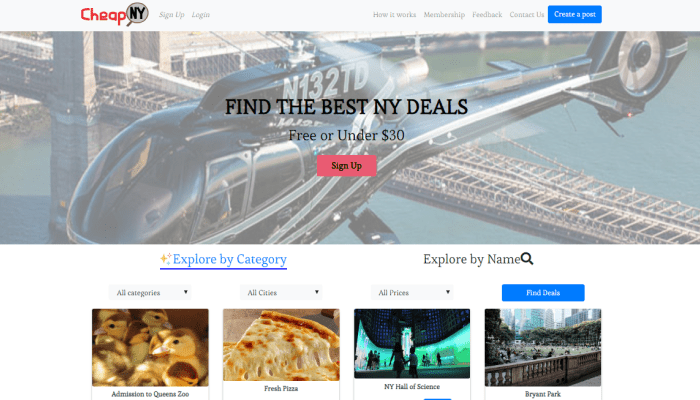 Cheap NY
Sign Up Login
How it works Membership Feedback Contact Us Create a post
N132TD
FIND THE BEST NY DEALS
Free or Under $30
Sign Up
✨Explore by Category
Explore by Name
All categories
All Cities
All Prices
Find Deals
Admission to Queens Zoo
Fresh Pizza
NY Hall of Science
Bryant Park